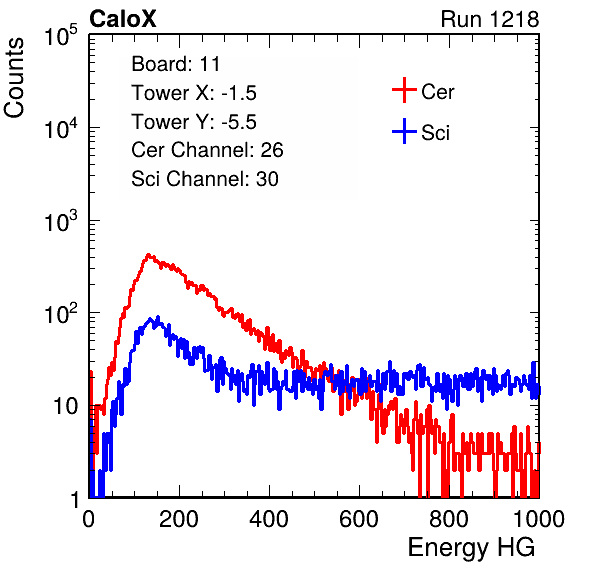 CaloX Run 1218
Counts
Board: 11
Tower X: -1.5
Tower Y: -5.5
Cer Channel: 26
Sci Channel: 30
Cer
Sci
10^5
10^4
10^3
10^2
10
1
0 200 400 600 800 1000
Energy HG